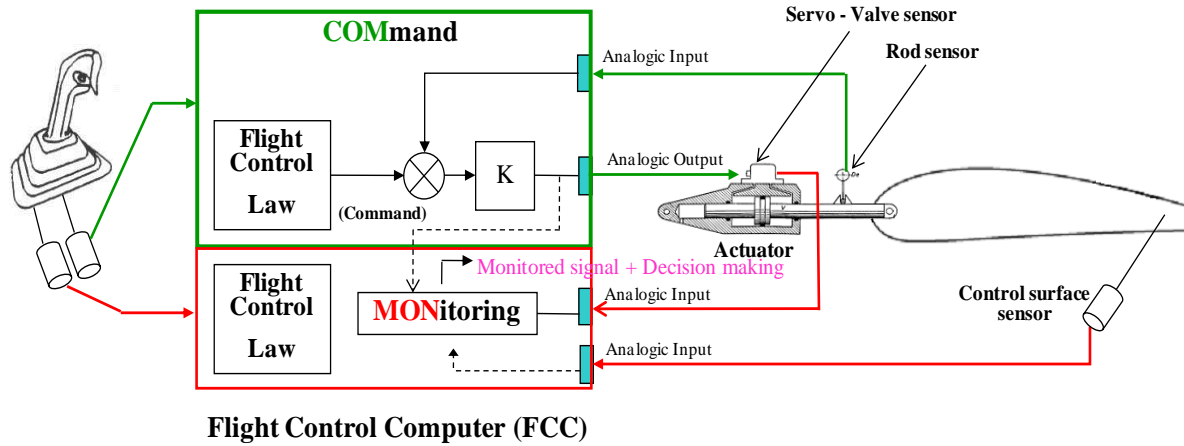 Servo - Valve sensor
COMmand
Analogic Input
Rod sensor
Flight
Control
Law
K
Analogic Output
(Command)
Actuator
Monitored signal + Decision making
Flight
Control
Law
MONitoring
Analogic Input
Control surface
sensor
Analogic Input
Flight Control Computer (FCC)